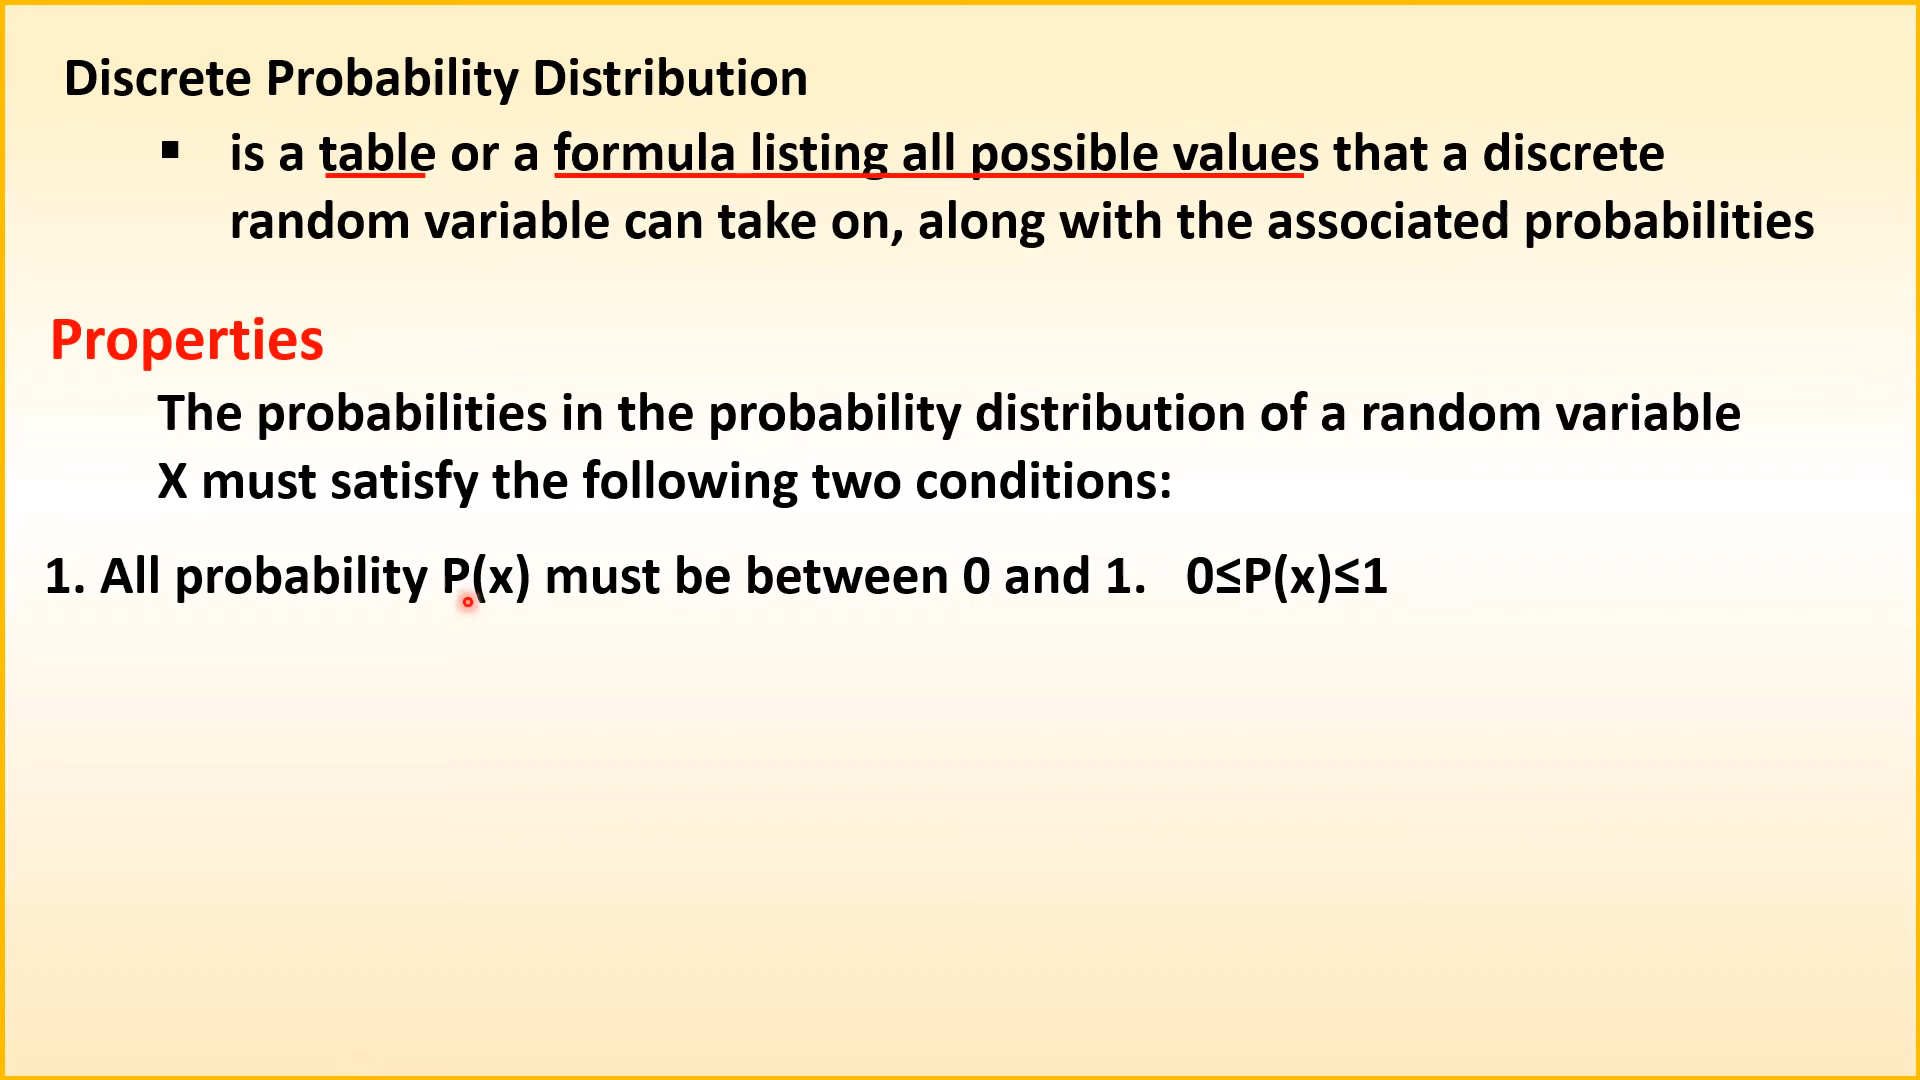 Discrete Probability Distribution
▪ is a table or a formula listing all possible values that a discrete
random variable can take on, along with the associated probabilities
Properties
The probabilities in the probability distribution of a random variable
X must satisfy the following two conditions:
1. All probability P(x) must be between 0 and 1. 0≤P(x)≤1